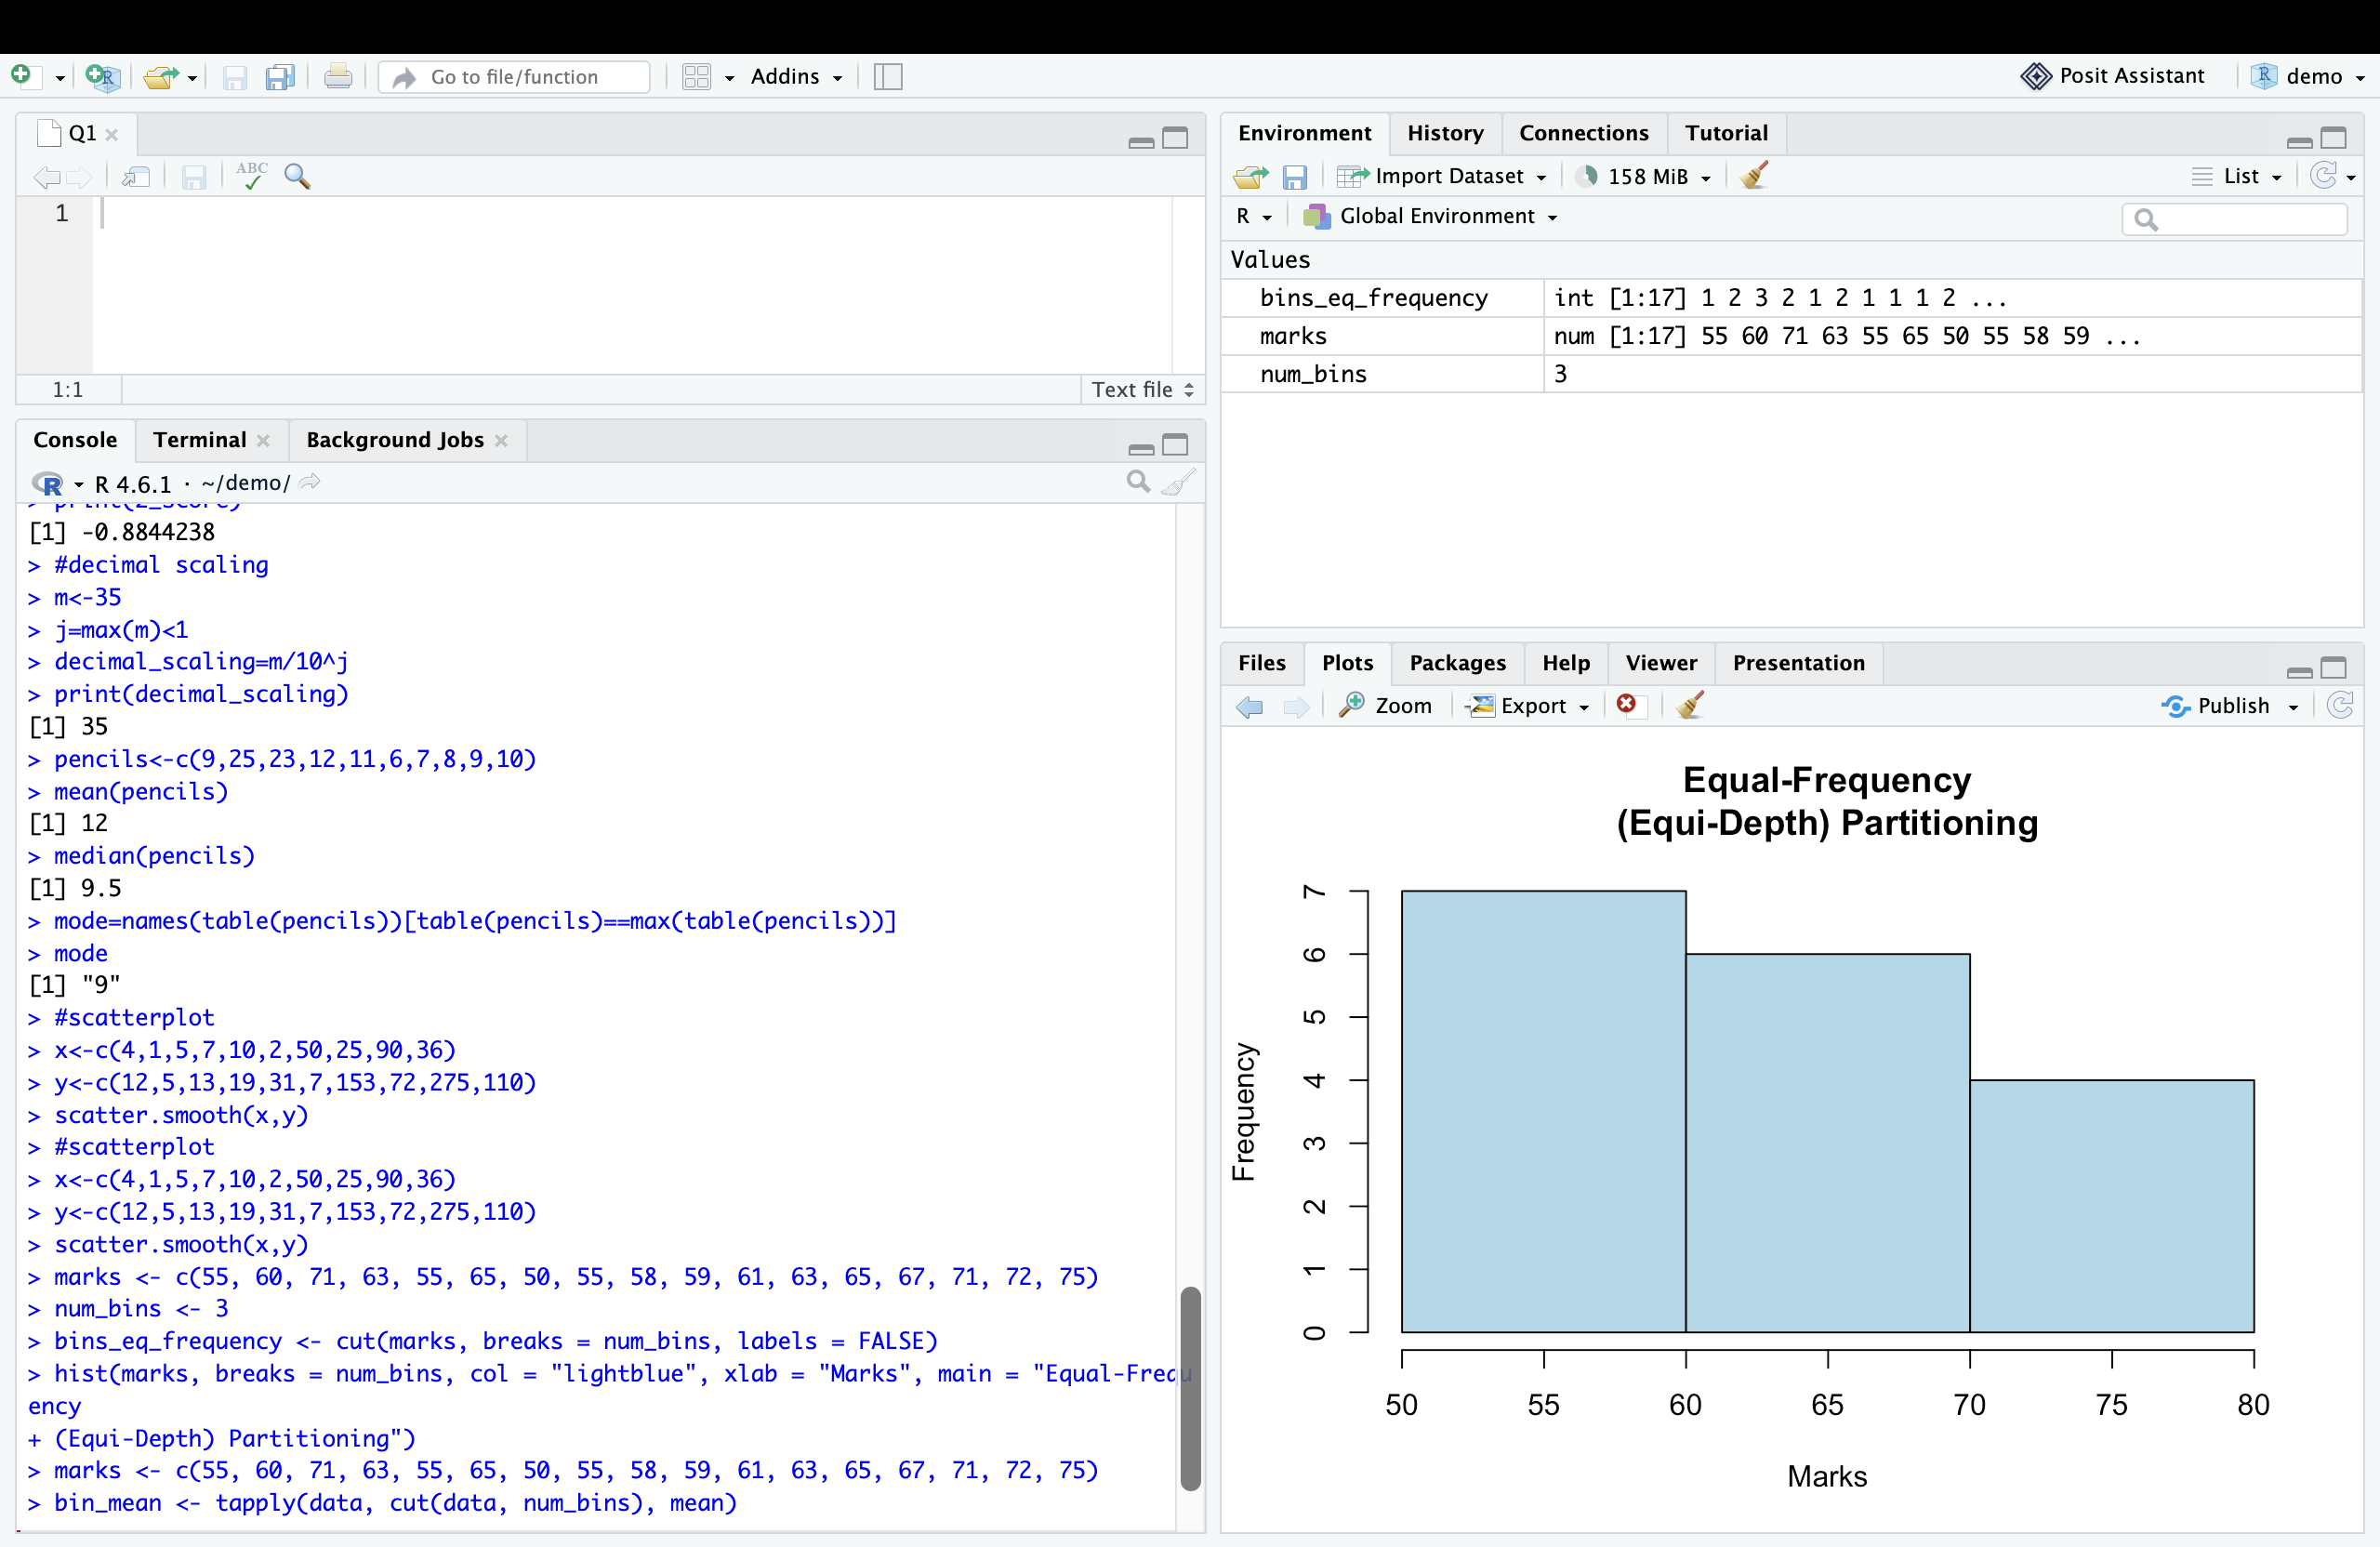 Go to file/function
Addins
Posit Assistant
demo
Q1
ABC
1
1:1
Text file
Console
Terminal
Background Jobs
R 4.6.1 · ~/demo/
> print(z_score)
[1] -0.8844238
> #decimal scaling
> m<-35
> j=max(m)<1
> decimal_scaling=m/10^j
> print(decimal_scaling)
[1] 35
> pencils<-c(9,25,23,12,11,6,7,8,9,10)
> mean(pencils)
[1] 12
> median(pencils)
[1] 9.5
> mode=names(table(pencils))[table(pencils)==max(table(pencils))]
> mode
[1] "9"
> #scatterplot
> x<-c(4,1,5,7,10,2,50,25,90,36)
> y<-c(12,5,13,19,31,7,153,72,275,110)
> scatter.smooth(x,y)
> #scatterplot
> x<-c(4,1,5,7,10,2,50,25,90,36)
> y<-c(12,5,13,19,31,7,153,72,275,110)
> scatter.smooth(x,y)
> marks <- c(55, 60, 71, 63, 55, 65, 50, 55, 58, 59, 61, 63, 65, 67, 71, 72, 75)
> num_bins <- 3
> bins_eq_frequency <- cut(marks, breaks = num_bins, labels = FALSE)
> hist(marks, breaks = num_bins, col = "lightblue", xlab = "Marks", main = "Equal-Frequ
ency
+ (Equi-Depth) Partitioning")
> marks <- c(55, 60, 71, 63, 55, 65, 50, 55, 58, 59, 61, 63, 65, 67, 71, 72, 75)
> bin_mean <- tapply(data, cut(data, num_bins), mean)
Environment
History
Connections
Tutorial
Import Dataset
158 MiB
List
R
Global Environment
Values
bins_eq_frequency int [1:17] 1 2 3 2 1 2 1 1 1 2 ...
marks num [1:17] 55 60 71 63 55 65 50 55 58 59 ...
num_bins 3
Files
Plots
Packages
Help
Viewer
Presentation
Zoom
Export
Publish
Equal-Frequency
(Equi-Depth) Partitioning
Frequency
7
6
5
4
3
2
1
0
50 55 60 65 70 75 80
Marks